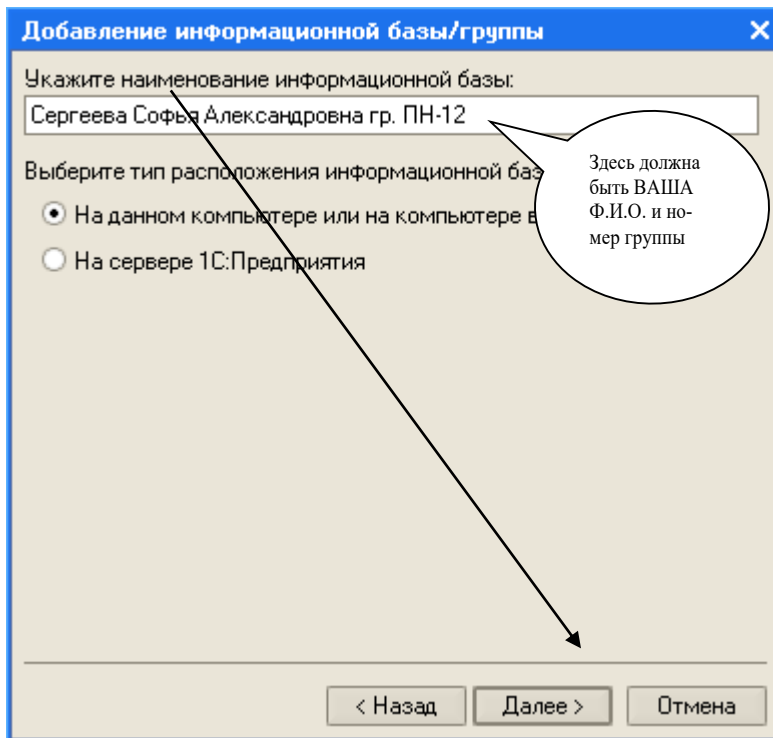 Добавление информационной базы/группы
Укажите наименование информационной базы:
Сергеева Софья Александровна гр. ПН-12
Здесь должна
быть ВАША
Ф.И.О. и но-
мер группы
Выберите тип расположения информационной баз
На данном компьютере или на компьютере в
На сервере 1С:Предприятия
< Назад
Далее >
Отмена